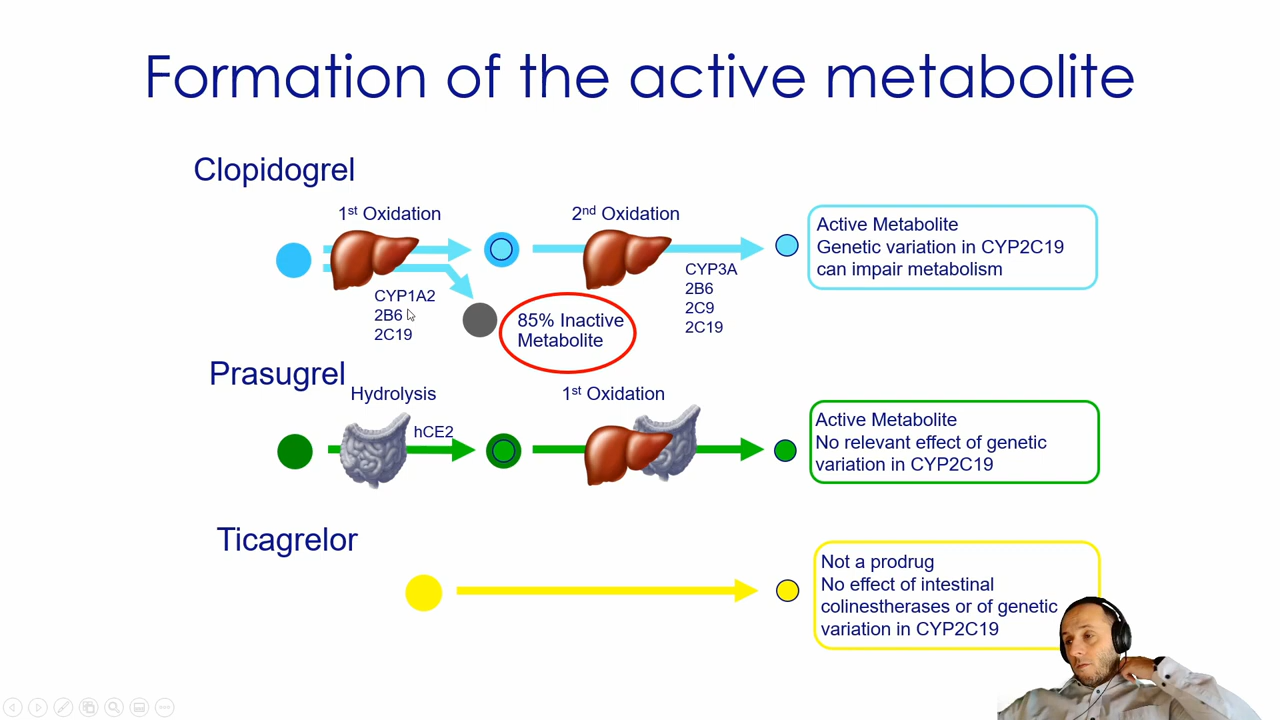 Formation of the active metabolite
Clopidogrel
1st Oxidation
2nd Oxidation
CYP1A2
2B6
2C19
85% Inactive
Metabolite
CYP3A
2B6
2C9
2C19
Active Metabolite
Genetic variation in CYP2C19
can impair metabolism
Prasugrel
Hydrolysis
hCE2
1st Oxidation
Active Metabolite
No relevant effect of genetic
variation in CYP2C19
Ticagrelor
Not a prodrug
No effect of intestinal
colinestherases or of genetic
variation in CYP2C19